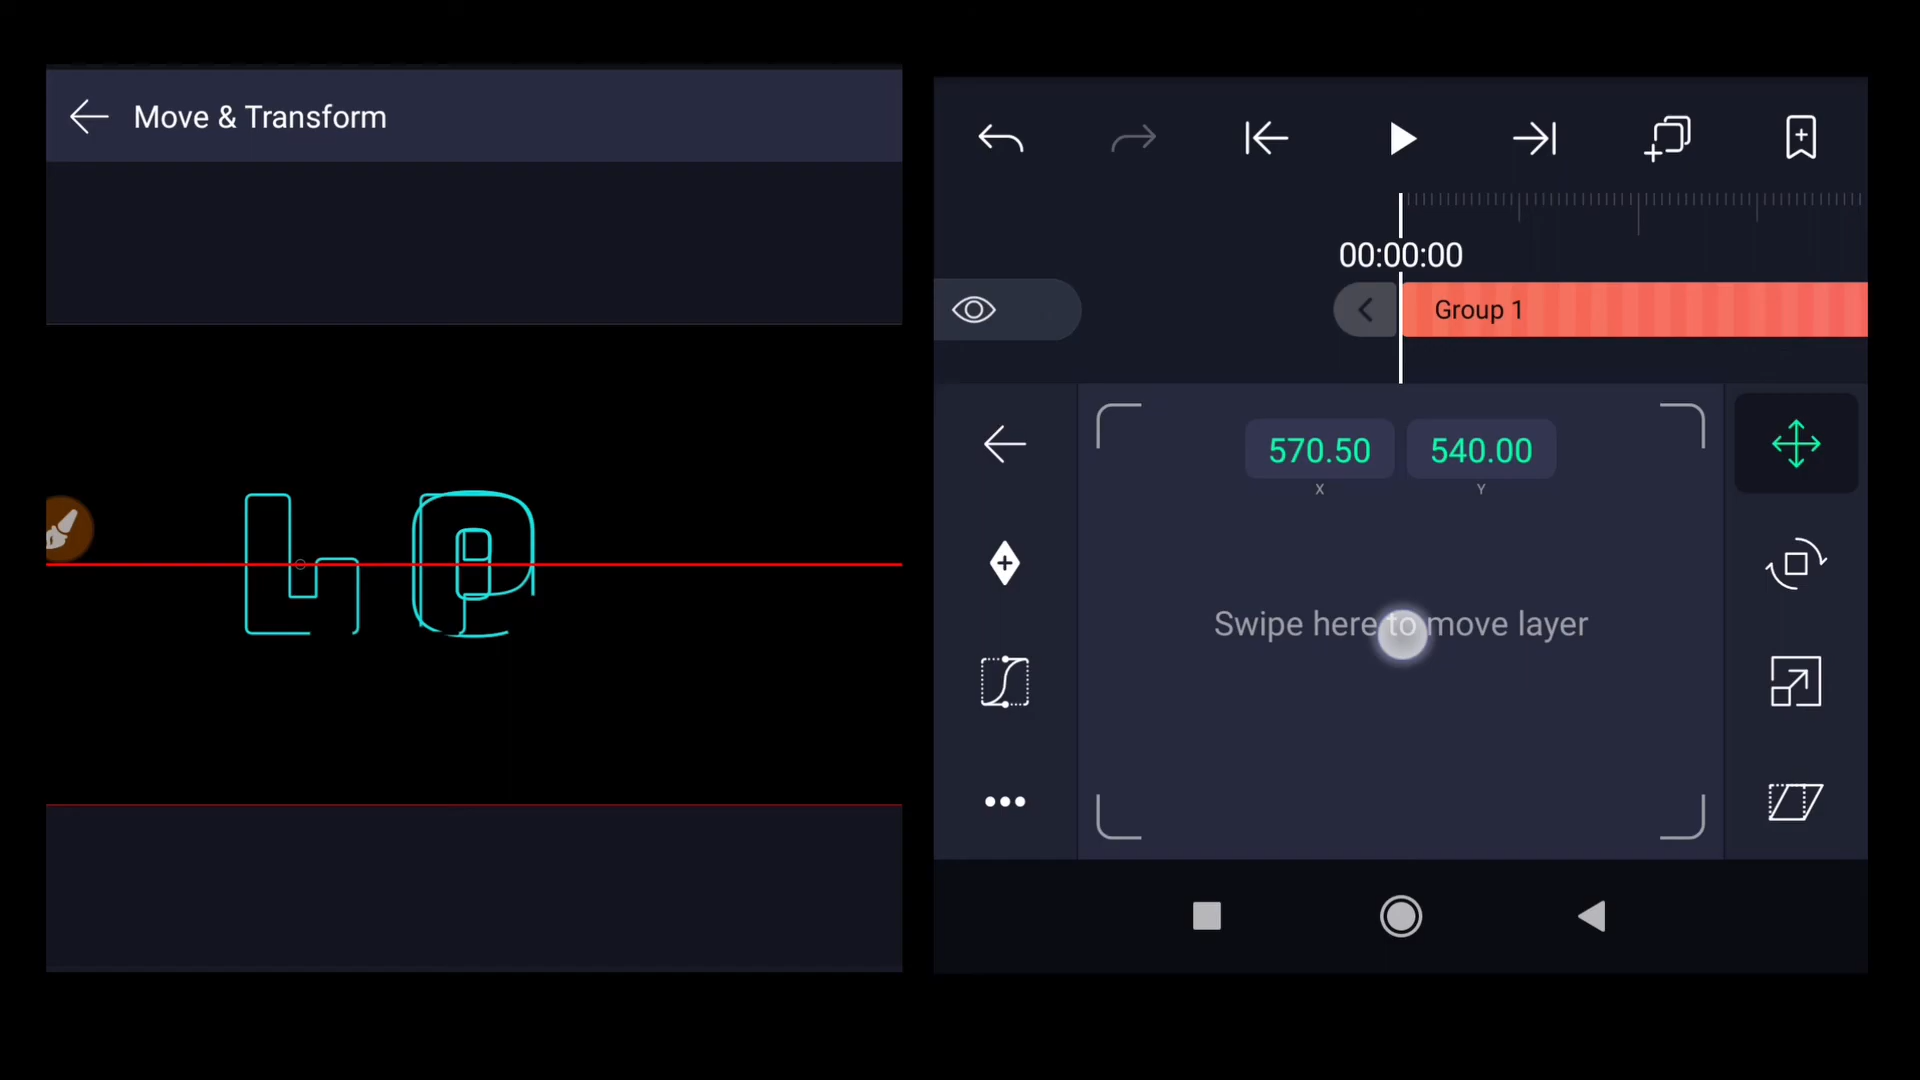 Move & Transform
00:00:00
Group 1
570.50 540.00
X Y
Swipe here to move layer